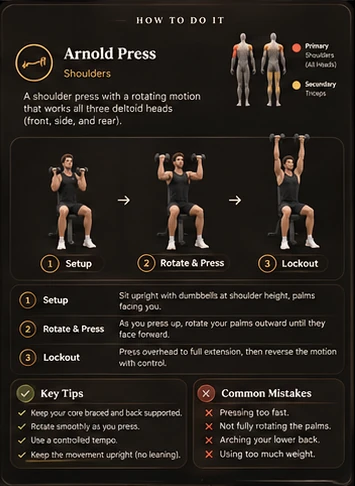 HOW TO DO IT
Arnold Press
Shoulders
A shoulder press with a rotating motion
that works all three deltoid heads
(front, side, and rear).
Primary
Shoulders
(All Heads)
Secondary
Triceps
1 Setup
2 Rotate & Press
3 Lockout
1 Setup
Sit upright with dumbbells at shoulder height, palms
facing you.
2 Rotate & Press
As you press up, rotate your palms outward until they
face forward.
3 Lockout
Press overhead to full extension, then reverse the motion
with control.
Key Tips
✓ Keep your core braced and back supported.
✓ Rotate smoothly as you press.
✓ Use a controlled tempo.
✓ Keep the movement upright (no leaning).
Common Mistakes
✕ Pressing too fast.
✕ Not fully rotating the palms.
✕ Arching your lower back.
✕ Using too much weight.